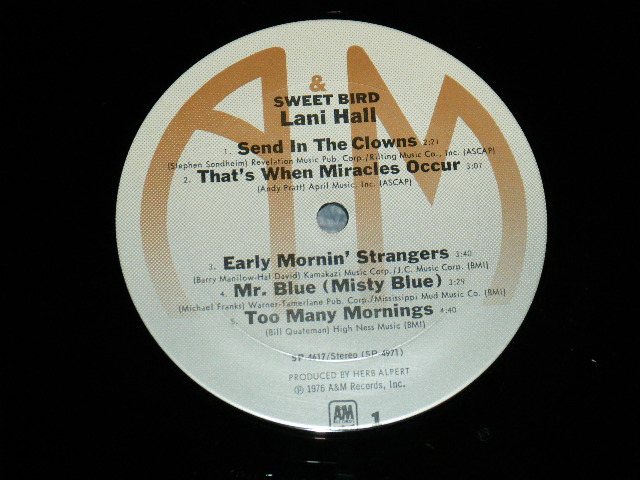 A&M
SWEET BIRD
Lani Hall
1. Send In The Clowns 2:21
(Stephen Sondheim) Revelation Music Pub. Corp./Rilting Music Co., Inc. (ASCAP)
2. That's When Miracles Occur 3:07
(Andy Pratt) April Music, Inc. (ASCAP)
3. Early Mornin' Strangers 3:40
(Barry Manilow-Hal David) Kamakazi Music Corp./J.C. Music Corp. (BMI)
4. Mr. Blue (Misty Blue) 3:29
(Michael Franks) Warner-Tamerlane Pub. Corp./Mississippi Mud Music Co. (BMI)
5. Too Many Mornings 4:40
(Bill Quateman) High Ness Music (BMI)
SP 4617/Stereo (SP 4971)
PRODUCED BY HERB ALPERT
℗ 1976 A&M Records, Inc.
A&M RECORDS 1